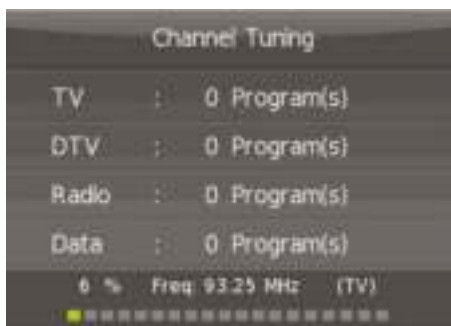 Channel Tuning
TV : 0 Program(s)
DTV : 0 Program(s)
Radio : 0 Program(s)
Data : 0 Program(s)
6 % Freq 93.25 MHz (TV)